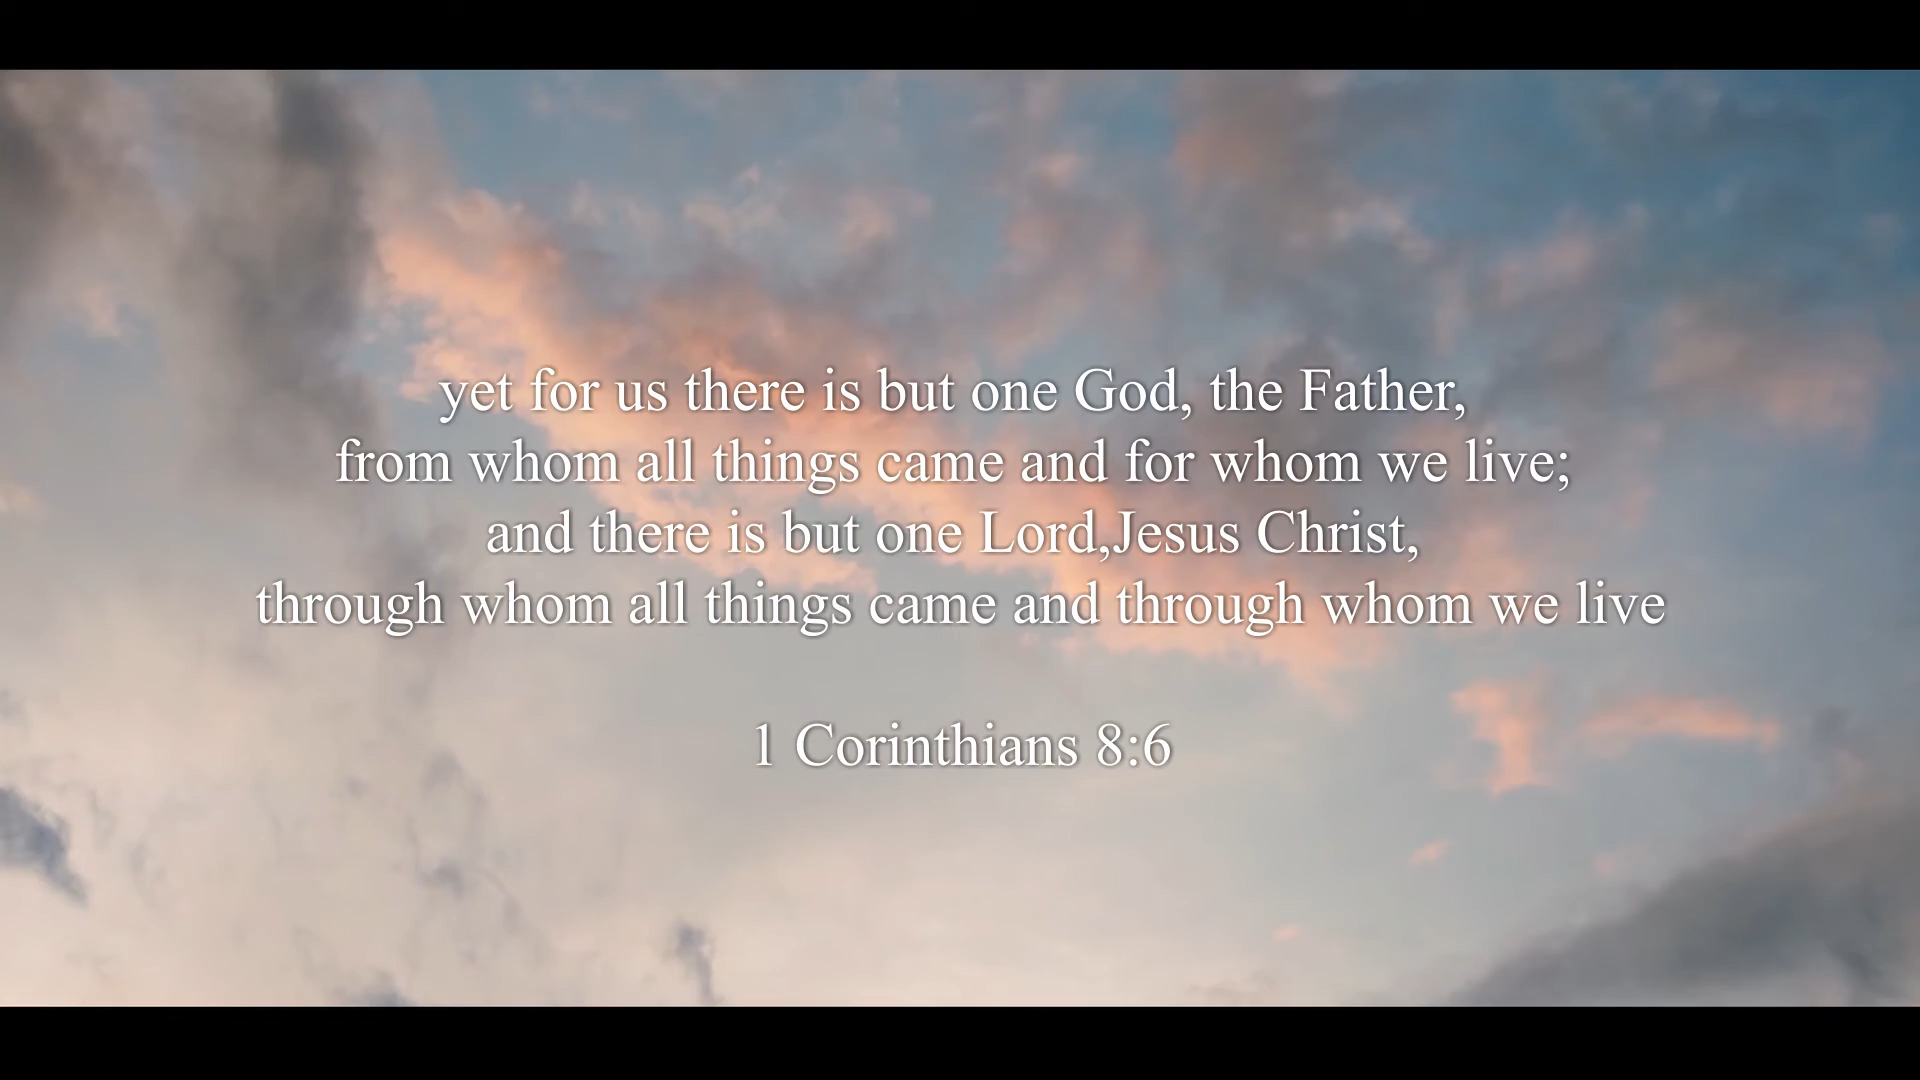 yet for us there is but one God, the Father,
from whom all things came and for whom we live;
and there is but one Lord,Jesus Christ,
through whom all things came and through whom we live
1 Corinthians 8:6